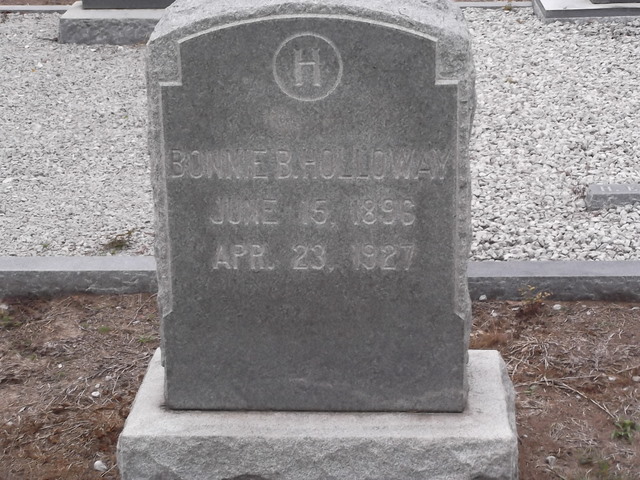 H
BONNIE B. HOLLOWAY
JUNE 15, 1896
APR. 23, 1927